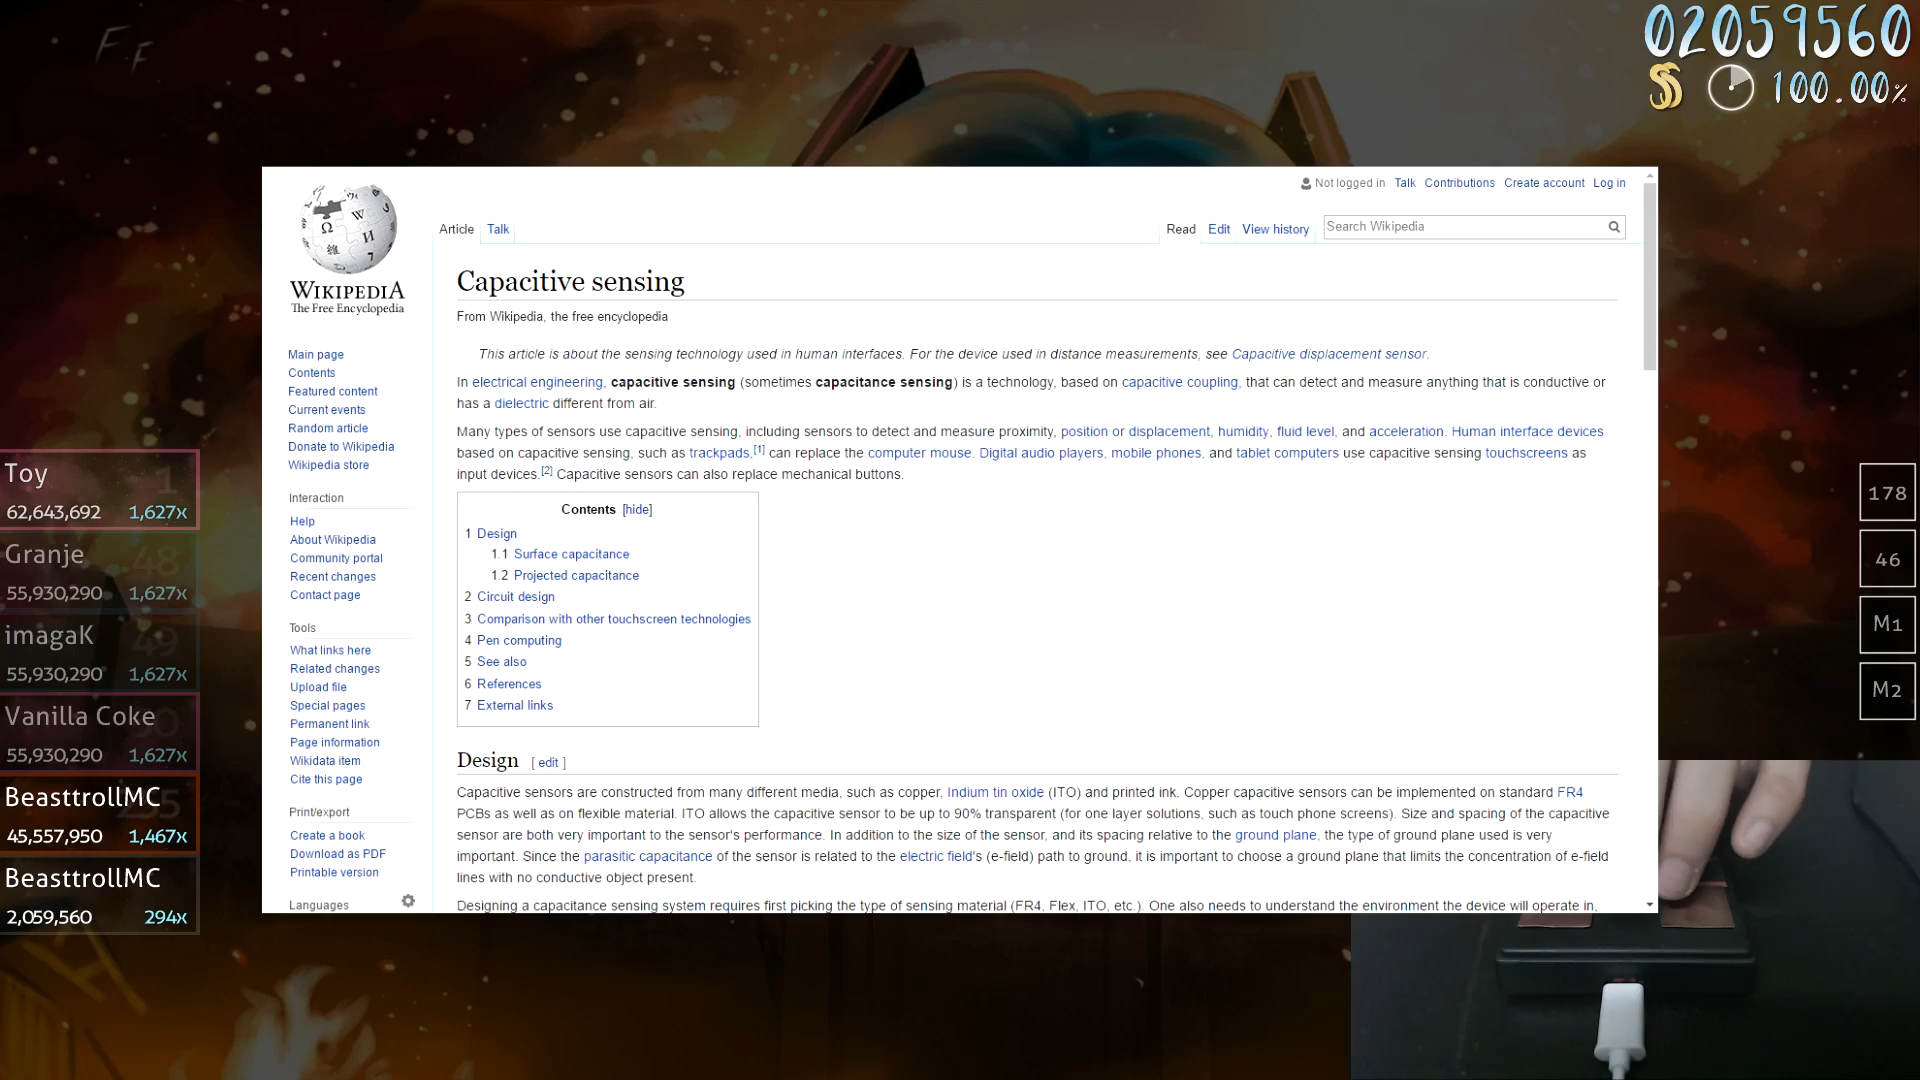 F F
02059560
100.00%
Not logged in Talk Contributions Create account Log in
Article Talk
Read Edit View history Search Wikipedia
WIKIPEDIA
The Free Encyclopedia
Capacitive sensing
From Wikipedia, the free encyclopedia
This article is about the sensing technology used in human interfaces. For the device used in distance measurements, see Capacitive displacement sensor.
In electrical engineering, capacitive sensing (sometimes capacitance sensing) is a technology, based on capacitive coupling, that can detect and measure anything that is conductive or
has a dielectric different from air.
Many types of sensors use capacitive sensing, including sensors to detect and measure proximity, position or displacement, humidity, fluid level, and acceleration. Human interface devices
based on capacitive sensing, such as trackpads,[1] can replace the computer mouse. Digital audio players, mobile phones, and tablet computers use capacitive sensing touchscreens as
input devices.[2] Capacitive sensors can also replace mechanical buttons.
Contents [hide]
1 Design
1.1 Surface capacitance
1.2 Projected capacitance
2 Circuit design
3 Comparison with other touchscreen technologies
4 Pen computing
5 See also
6 References
7 External links
Design [ edit ]
Capacitive sensors are constructed from many different media, such as copper, Indium tin oxide (ITO) and printed ink. Copper capacitive sensors can be implemented on standard FR4
PCBs as well as on flexible material. ITO allows the capacitive sensor to be up to 90% transparent (for one layer solutions, such as touch phone screens). Size and spacing of the capacitive
sensor are both very important to the sensor's performance. In addition to the size of the sensor, and its spacing relative to the ground plane, the type of ground plane used is very
important. Since the parasitic capacitance of the sensor is related to the electric field's (e-field) path to ground, it is important to choose a ground plane that limits the concentration of e-field
lines with no conductive object present.
Designing a capacitance sensing system requires first picking the type of sensing material (FR4, Flex, ITO, etc.). One also needs to understand the environment the device will operate in,
Main page
Contents
Featured content
Current events
Random article
Donate to Wikipedia
Wikipedia store
Interaction
Help
About Wikipedia
Community portal
Recent changes
Contact page
Tools
What links here
Related changes
Upload file
Special pages
Permanent link
Page information
Wikidata item
Cite this page
Print/export
Create a book
Download as PDF
Printable version
Languages
Toy 1
62,643,692 1,627x
Granje 48
55,930,290 1,627x
imagaK 49
55,930,290 1,627x
Vanilla Coke 50
55,930,290 1,627x
BeasttrollMC
45,557,950 1,467x
BeasttrollMC
2,059,560 294x
178
46
M1
M2